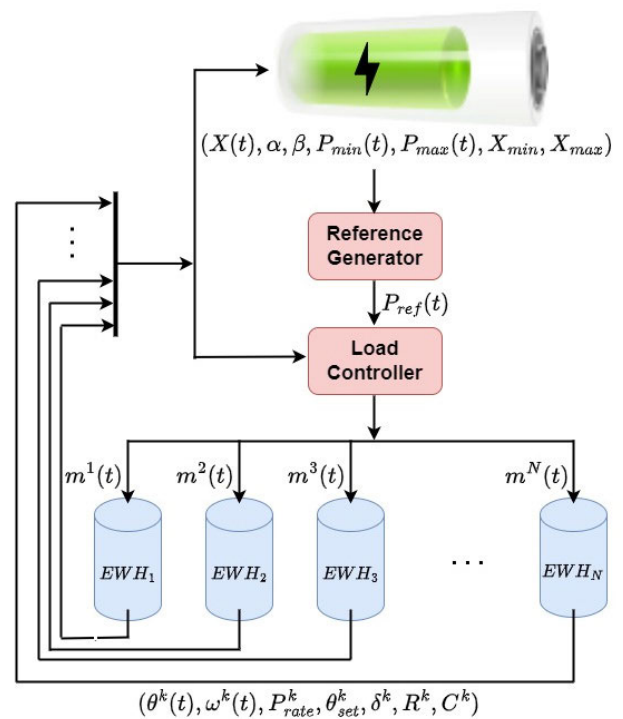 (X(t), α, β, P_min(t), P_max(t), X_min, X_max)
Reference
Generator
P_ref(t)
Load
Controller
m^1(t) m^2(t) m^3(t) m^N(t)
EWH_1 EWH_2 EWH_3 ... EWH_N
(θ^k(t), ω^k(t), P^k_rate, θ^k_set, δ^k, R^k, C^k)